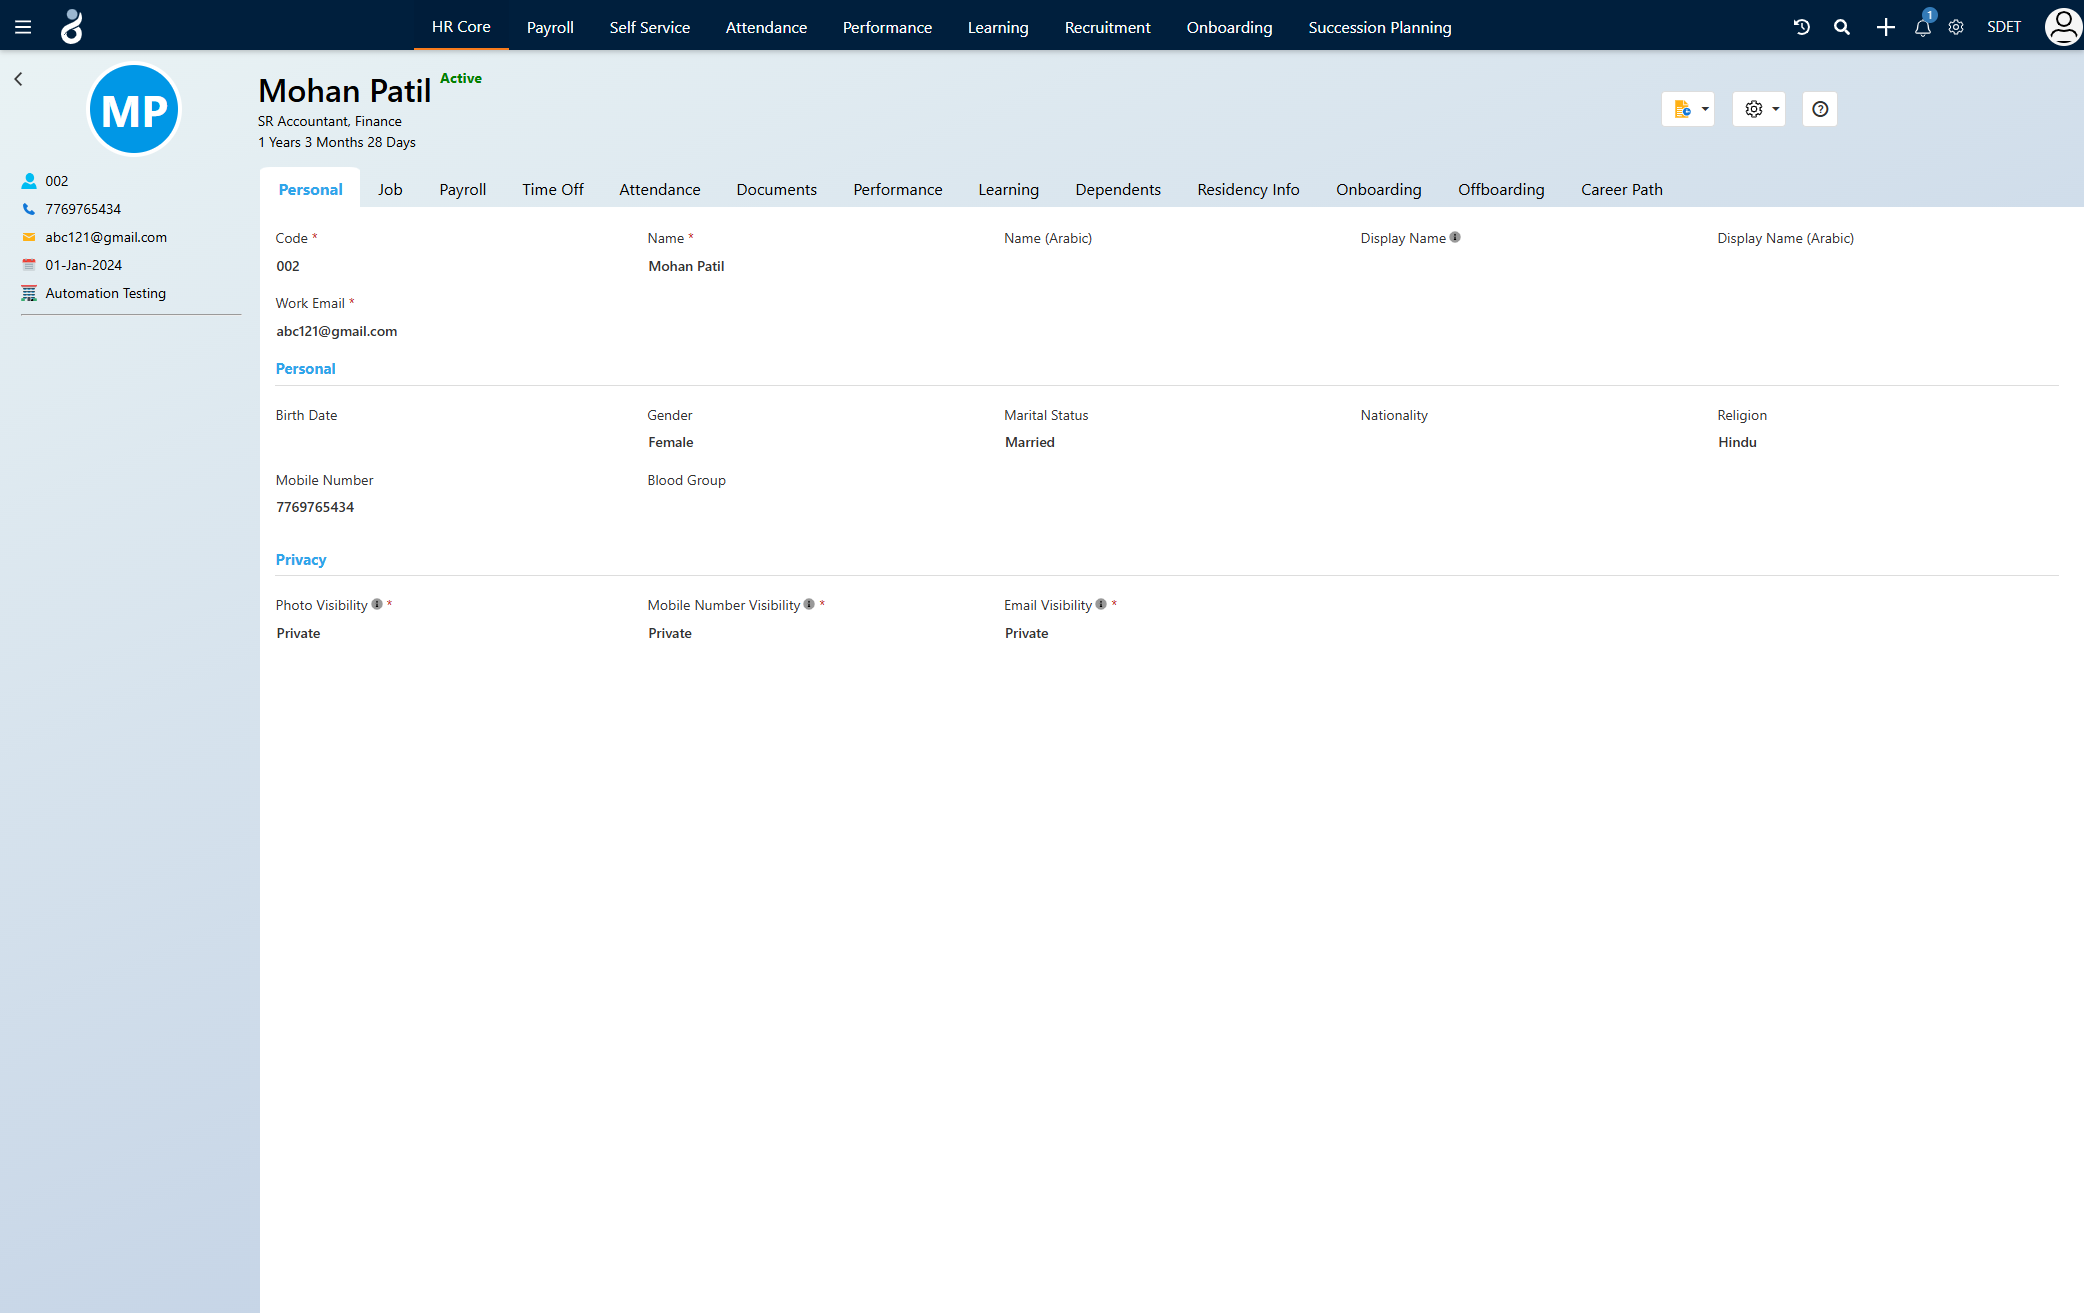 HR Core Payroll Self Service Attendance Performance Learning Recruitment Onboarding Succession Planning 1 SDET
MP
Mohan Patil Active
SR Accountant, Finance
1 Years 3 Months 28 Days
002
7769765434
abc121@gmail.com
01-Jan-2024
Automation Testing
Personal Job Payroll Time Off Attendance Documents Performance Learning Dependents Residency Info Onboarding Offboarding Career Path
Code * Name * Name (Arabic) Display Name Display Name (Arabic)
002 Mohan Patil
Work Email *
abc121@gmail.com
Personal
Birth Date Gender Marital Status Nationality Religion
Female Married Hindu
Mobile Number Blood Group
7769765434
Privacy
Photo Visibility * Mobile Number Visibility * Email Visibility *
Private Private Private